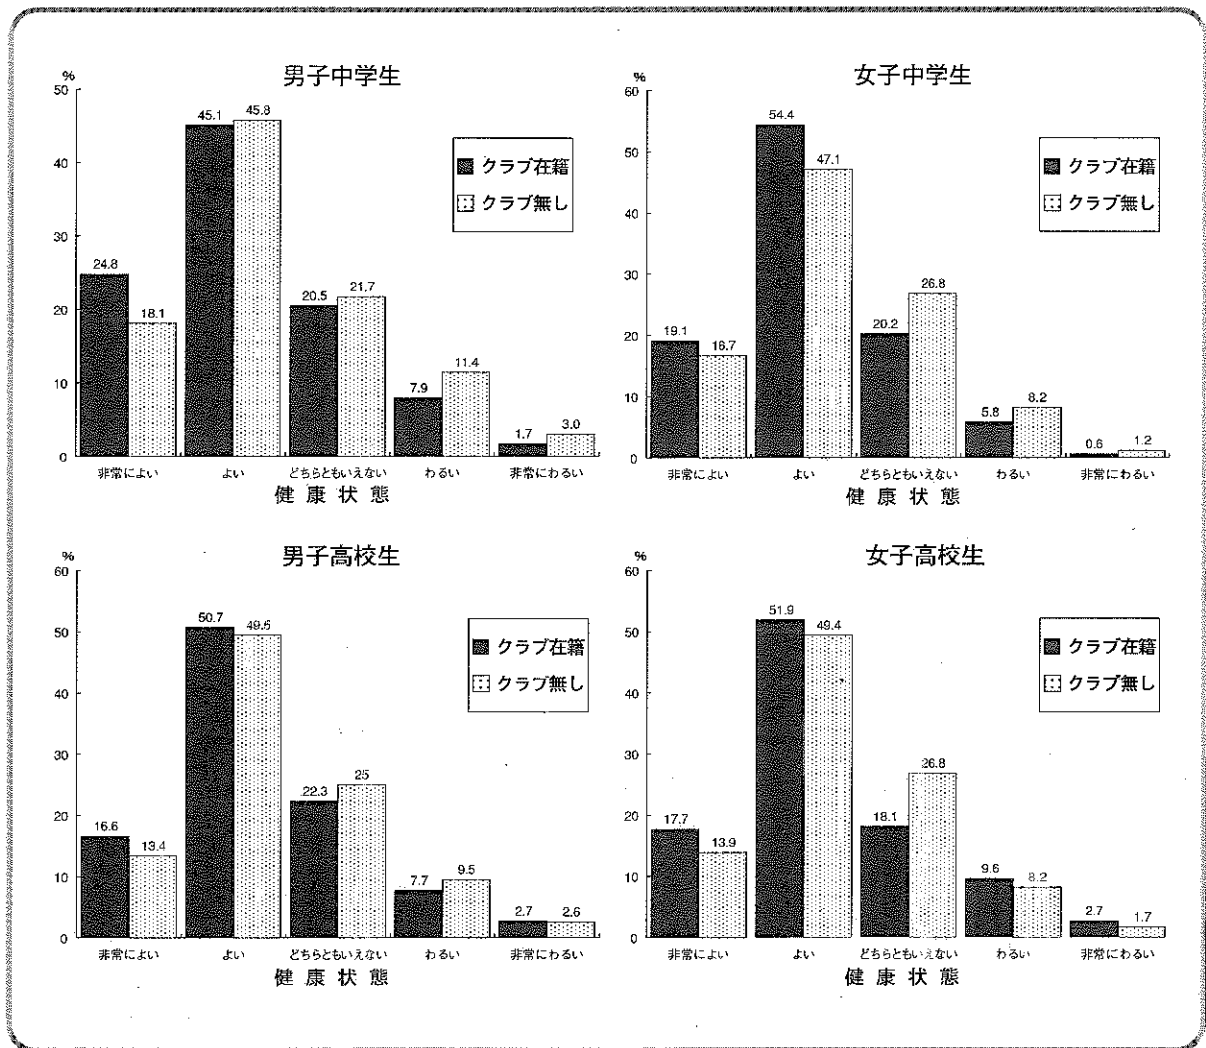 男子中学生
%
50
40
30
20
10
0
24.8
18.1
45.1
45.8
20.5
21.7
7.9
11.4
1.7
3.0
クラブ在籍
クラブ無し
非常によい
よい
どちらともいえない
わるい
非常にわるい
健康状態
女子中学生
%
60
50
40
30
20
10
0
19.1
16.7
54.4
47.1
20.2
26.8
5.8
8.2
0.6
1.2
クラブ在籍
クラブ無し
非常によい
よい
どちらともいえない
わるい
非常にわるい
健康状態
男子高校生
%
60
50
40
30
20
10
0
16.6
13.4
50.7
49.5
22.3
25
7.7
9.5
2.7
2.6
クラブ在籍
クラブ無し
非常によい
よい
どちらともいえない
わるい
非常にわるい
健康状態
女子高校生
%
60
50
40
30
20
10
0
17.7
13.9
51.9
49.4
18.1
26.8
9.6
8.2
2.7
1.7
クラブ在籍
クラブ無し
非常によい
よい
どちらともいえない
わるい
非常にわるい
健康状態